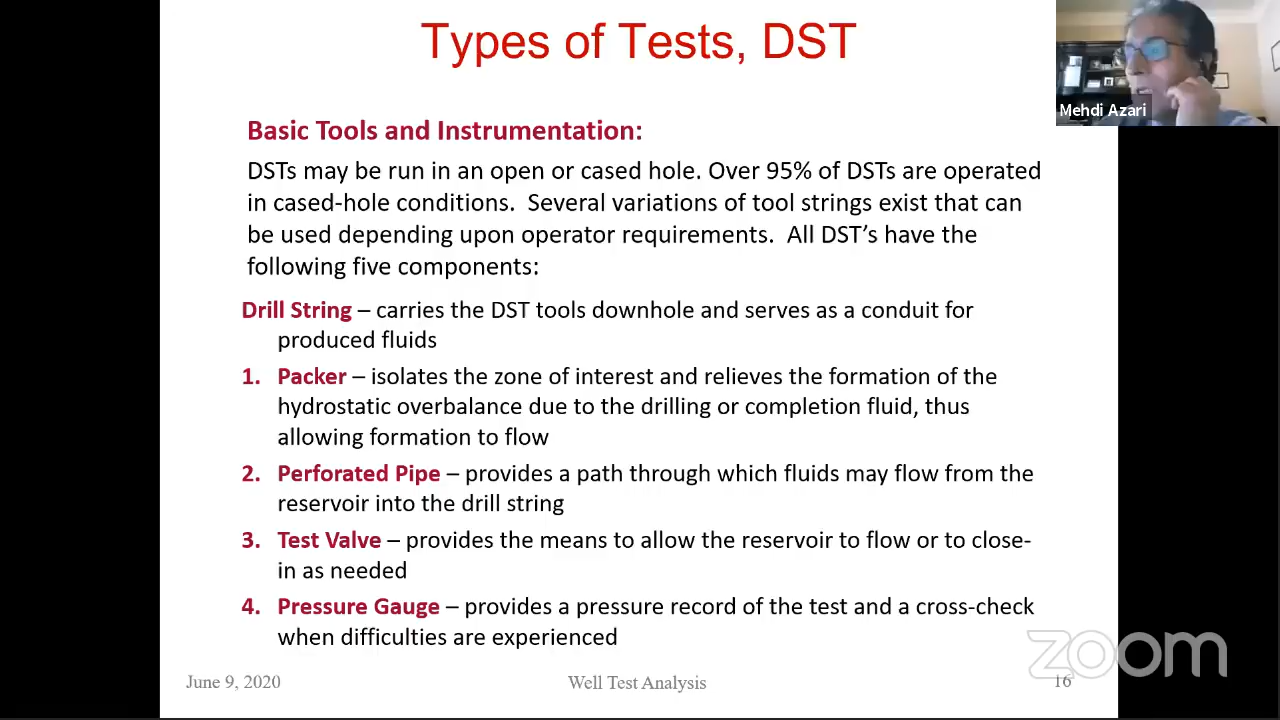 Types of Tests, DST
Mehdi Azari
Basic Tools and Instrumentation:
DSTs may be run in an open or cased hole. Over 95% of DSTs are operated
in cased-hole conditions.  Several variations of tool strings exist that can
be used depending upon operator requirements.  All DST’s have the
following five components:
Drill String – carries the DST tools downhole and serves as a conduit for
produced fluids
1. Packer – isolates the zone of interest and relieves the formation of the
hydrostatic overbalance due to the drilling or completion fluid, thus
allowing formation to flow
2. Perforated Pipe – provides a path through which fluids may flow from the
reservoir into the drill string
3. Test Valve – provides the means to allow the reservoir to flow or to close-
in as needed
4. Pressure Gauge – provides a pressure record of the test and a cross-check
when difficulties are experienced
zoom
June 9, 2020
Well Test Analysis
16